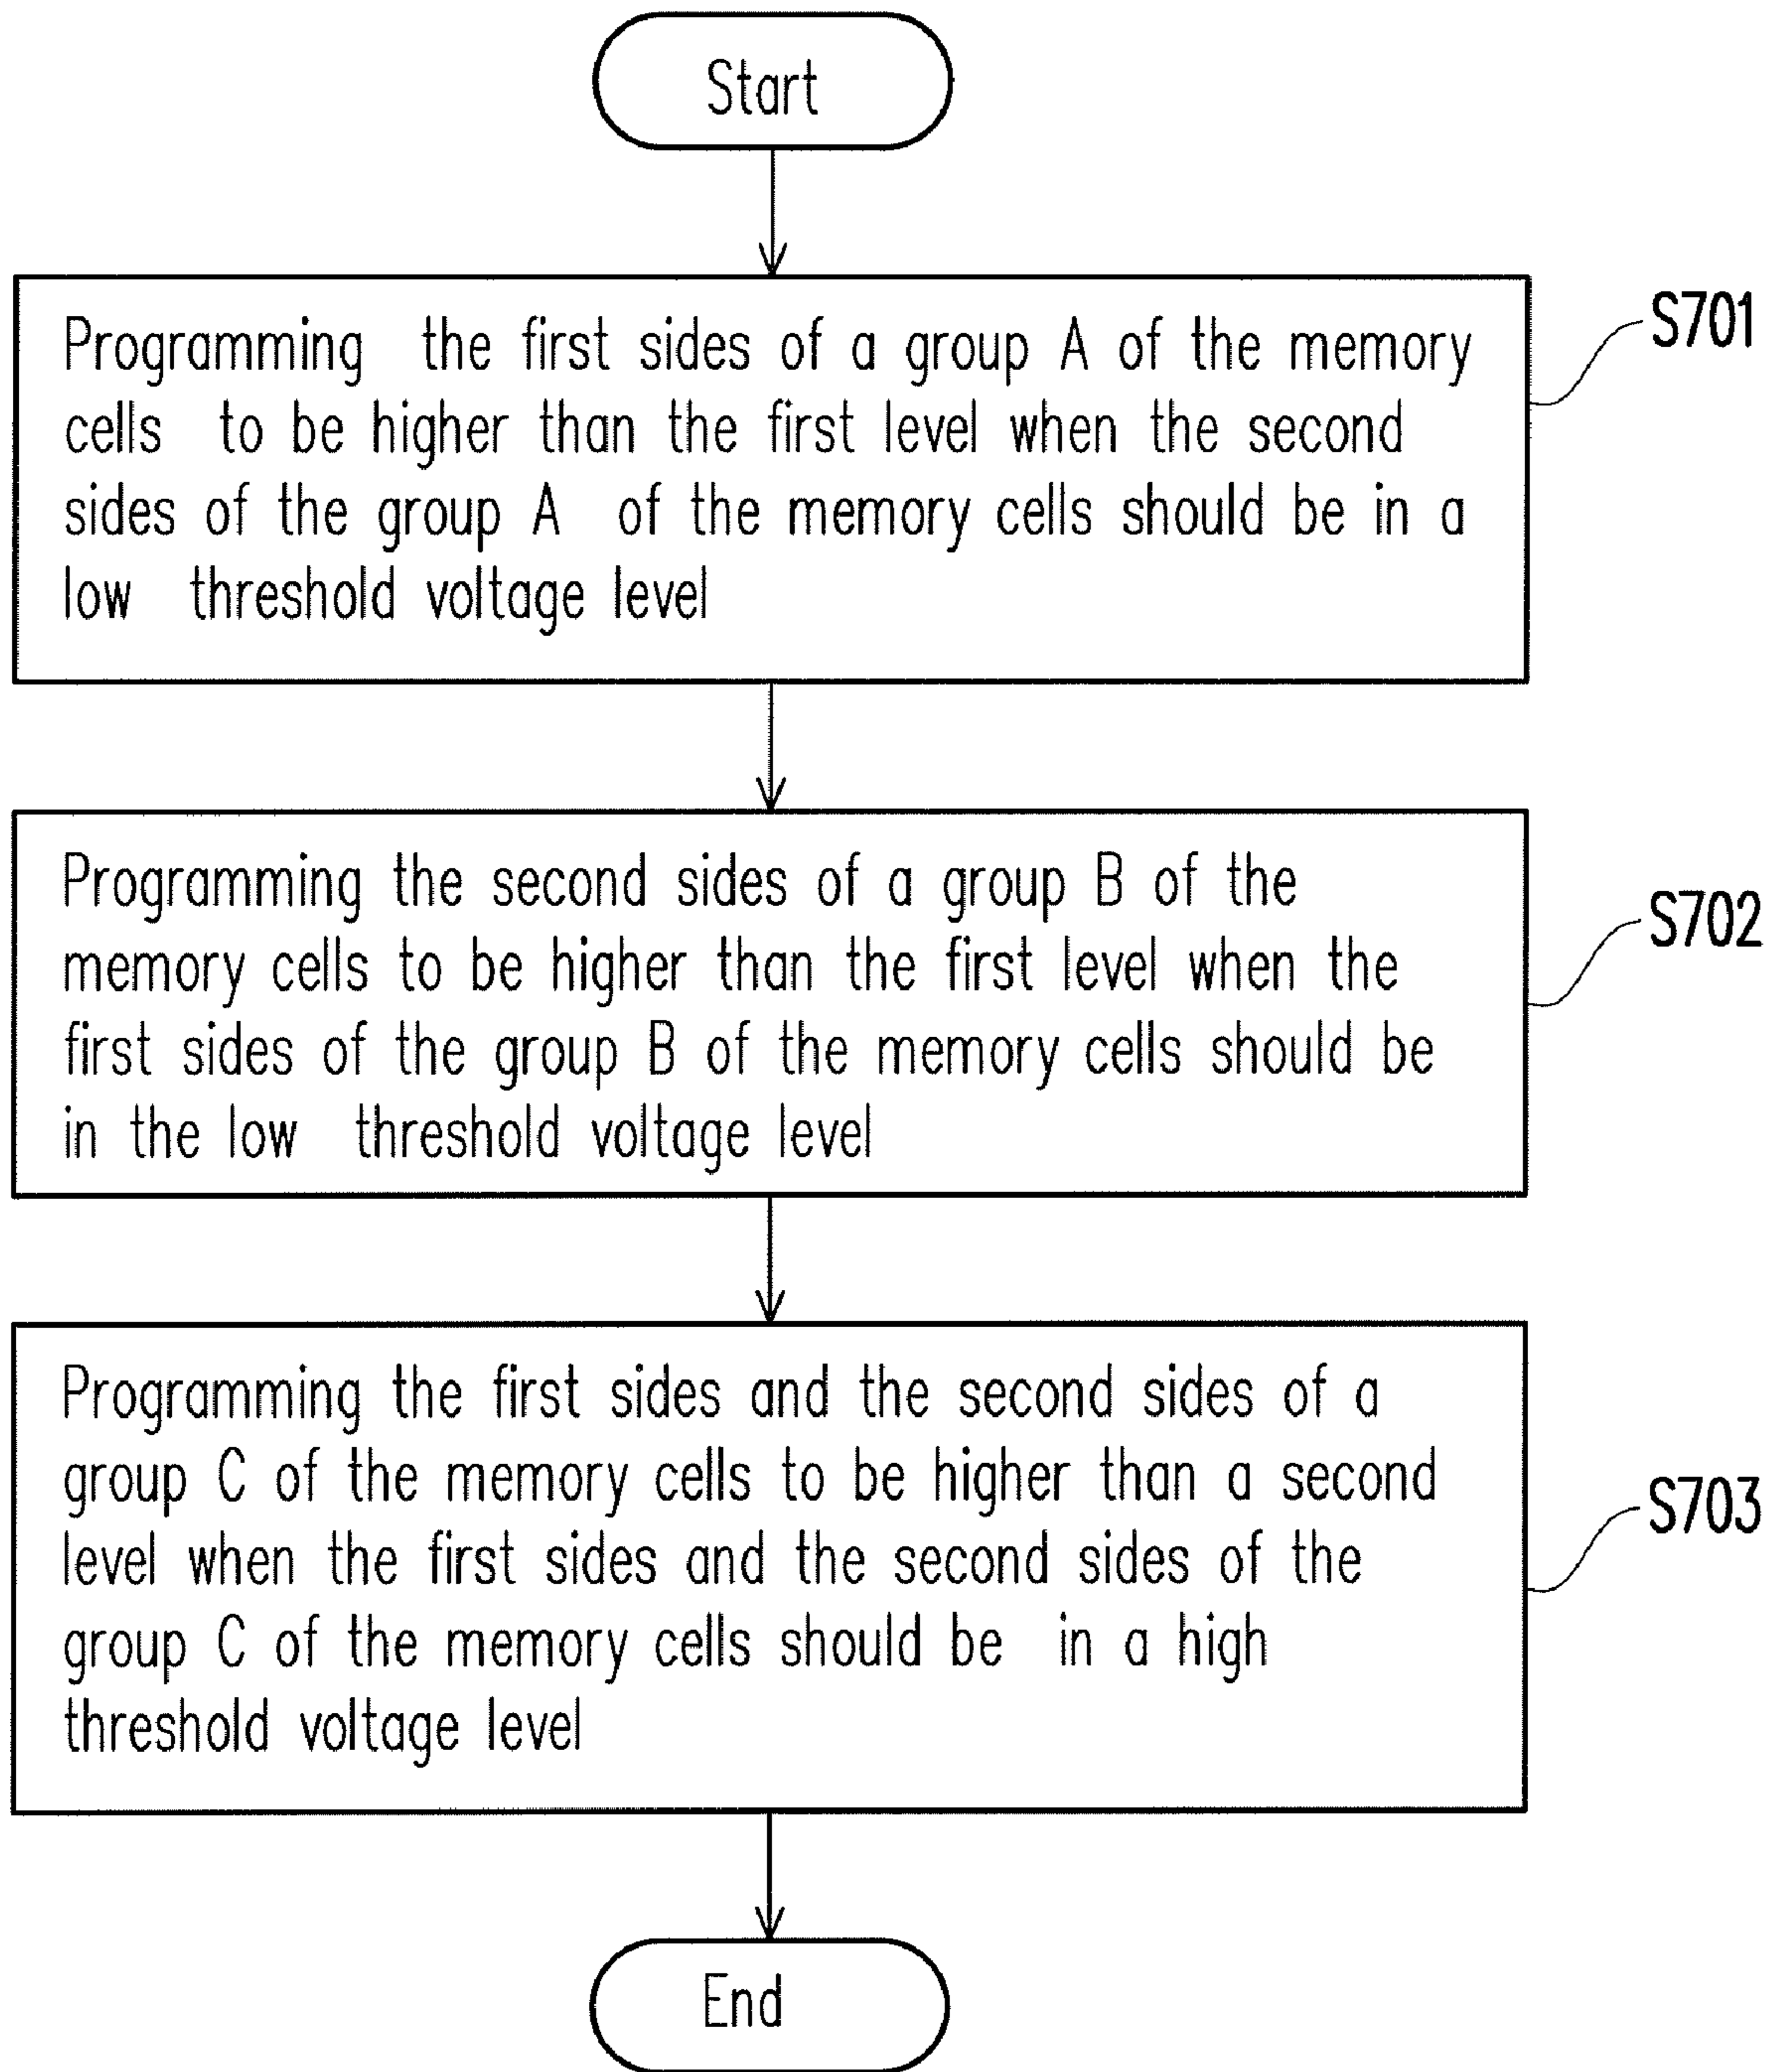 Start
Programming the first sides of a group A of the memory
cells to be higher than the first level when the second
sides of the group A of the memory cells should be in a
low threshold voltage level
S701
Programming the second sides of a group B of the
memory cells to be higher than the first level when the
first sides of the group B of the memory cells should be
in the low threshold voltage level
S702
Programming the first sides and the second sides of a
group C of the memory cells to be higher than a second
level when the first sides and the second sides of the
group C of the memory cells should be in a high
threshold voltage level
S703
End